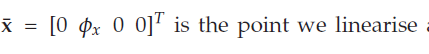 x̄ = [0 ϕₓ 0 0]ᵀ is the point we linearise